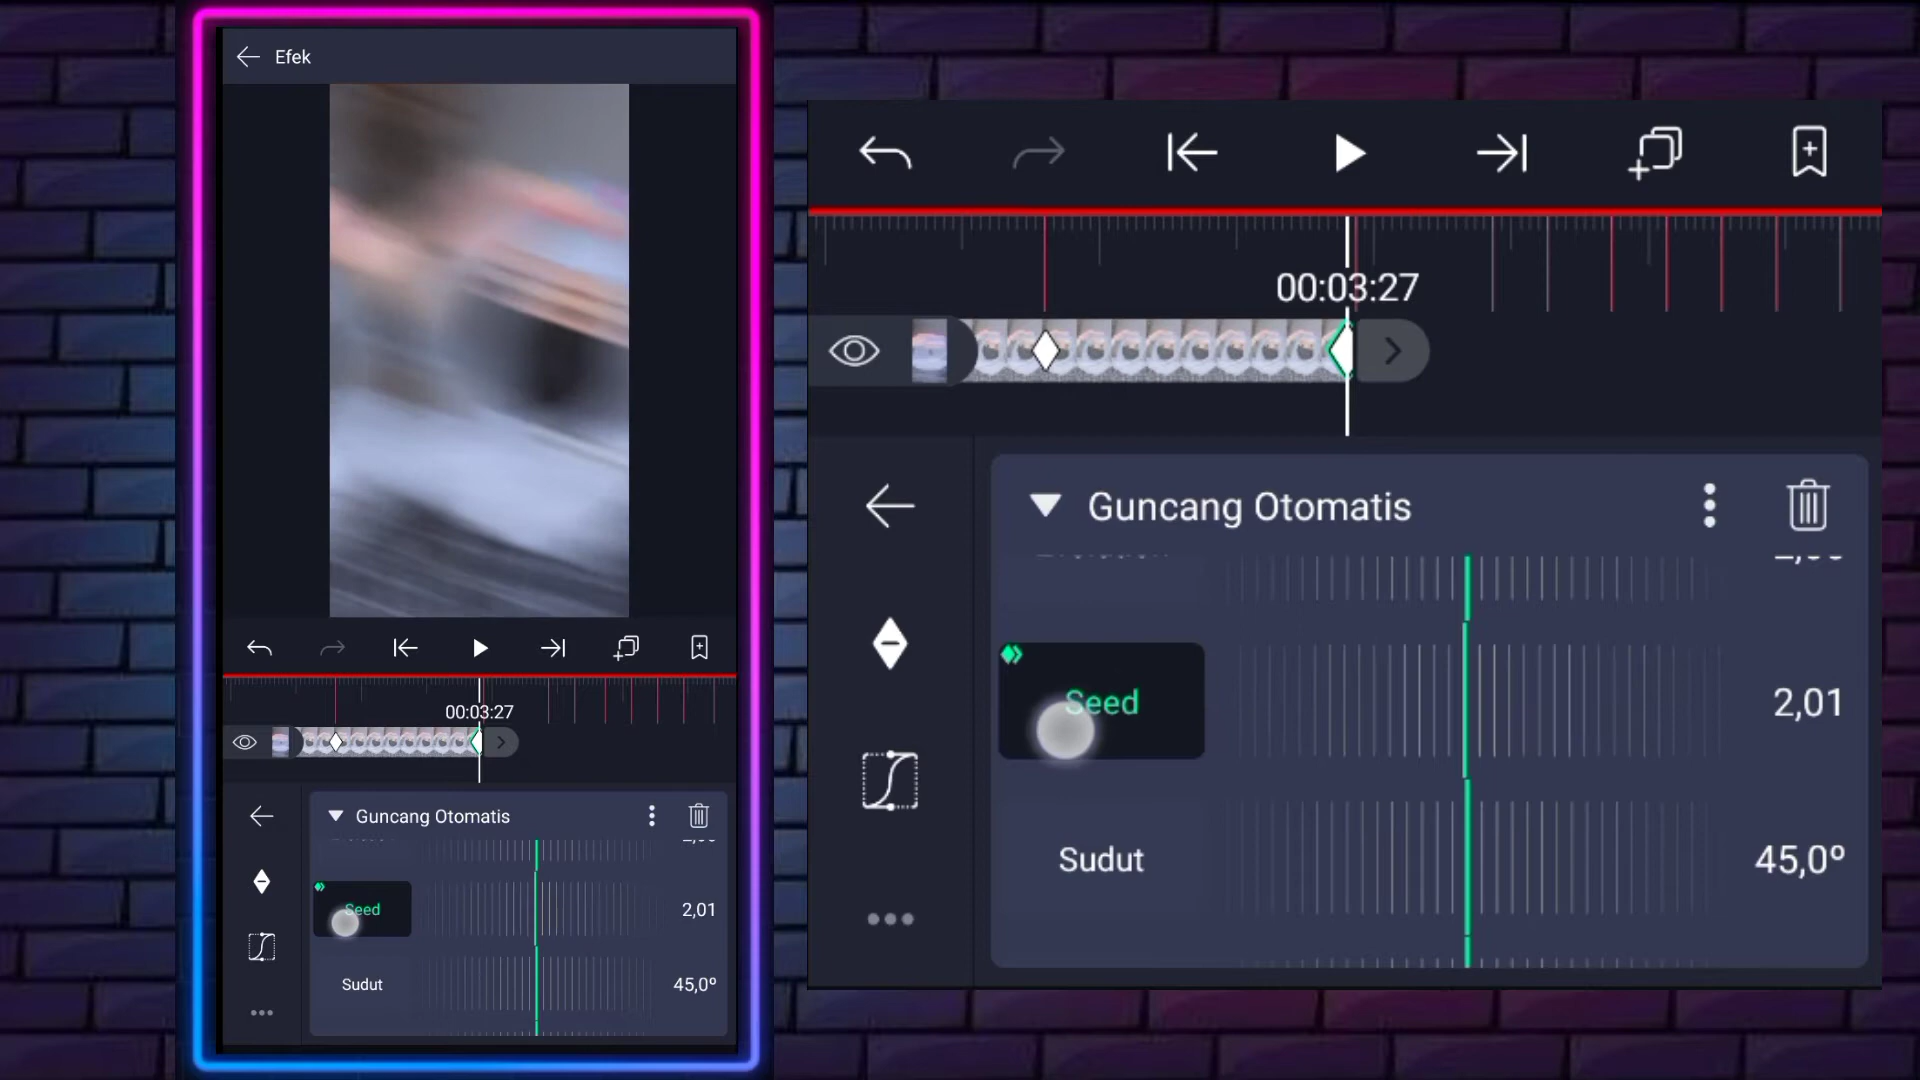 Efek
00:03:27
Guncang Otomatis
Seed
2,01
Sudut
45,0º
00:03:27
Guncang Otomatis
Seed
2,01
Sudut
45,0º